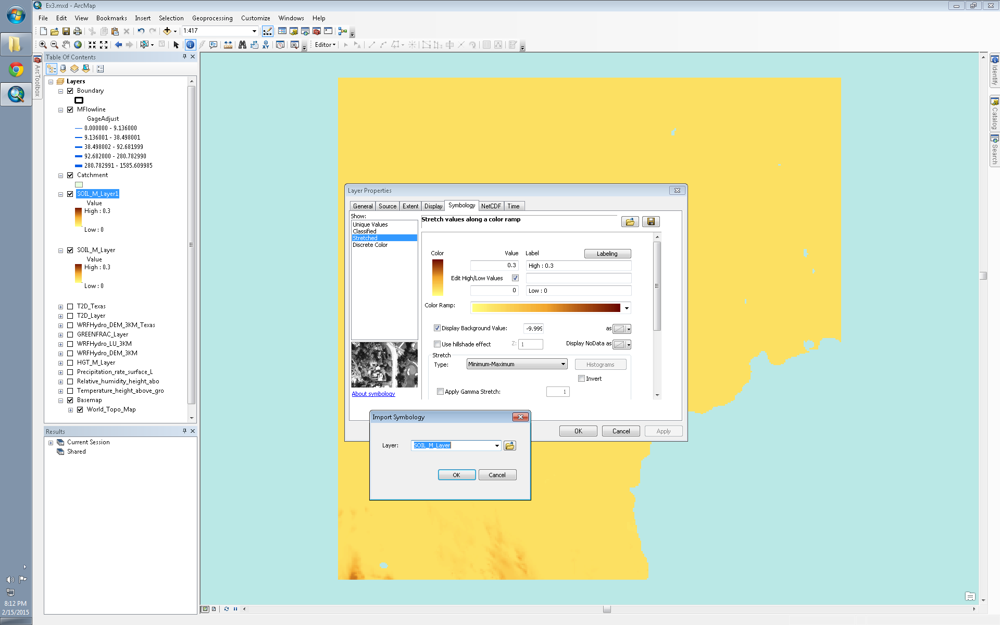 Ex3.mxd - ArcMap
File Edit View Bookmarks Insert Selection Geoprocessing Customize Windows Help
1:417
Editor
Table Of Contents
ArcToolbox
Layers
Boundary
MFlowline
GageAdjust
0.000000 - 9.136000
9.136001 - 38.498001
38.498002 - 92.681999
92.682000 - 280.782990
280.782991 - 1585.609985
Catchment
SOIL_M_Layer1
Value
High : 0.3
Low : 0
SOIL_M_Layer
Value
High : 0.3
Low : 0
T2D_Texas
T2D_Layer
WRFHydro_DEM_3KM_Texas
GREENFRAC_Layer
WRFHydro_LU_3KM
WRFHydro_DEM_3KM
HGT_M_Layer
Precipitation_rate_surface_L
Relative_humidity_height_abo
Temperature_height_above_gro
Basemap
World_Topo_Map
Results
Current Session
Shared
Layer Properties
General Source Extent Display Symbology NetCDF Time
Show:
Unique Values
Classified
Stretched
Discrete Color
About symbology
Stretch values along a color ramp
Color Value Label Labeling
0.3 High : 0.3
Edit High/Low Values
0 Low : 0
Color Ramp:
Display Background Value: -9.999 as
Use hillshade effect Z: 1 Display NoData as
Stretch
Type: Minimum-Maximum Histograms
Invert
Apply Gamma Stretch: 1
OK Cancel Apply
Import Symbology
Layer: SOIL_M_Layer
OK Cancel
Identify
Catalog
Search
8:12 PM
2/15/2015